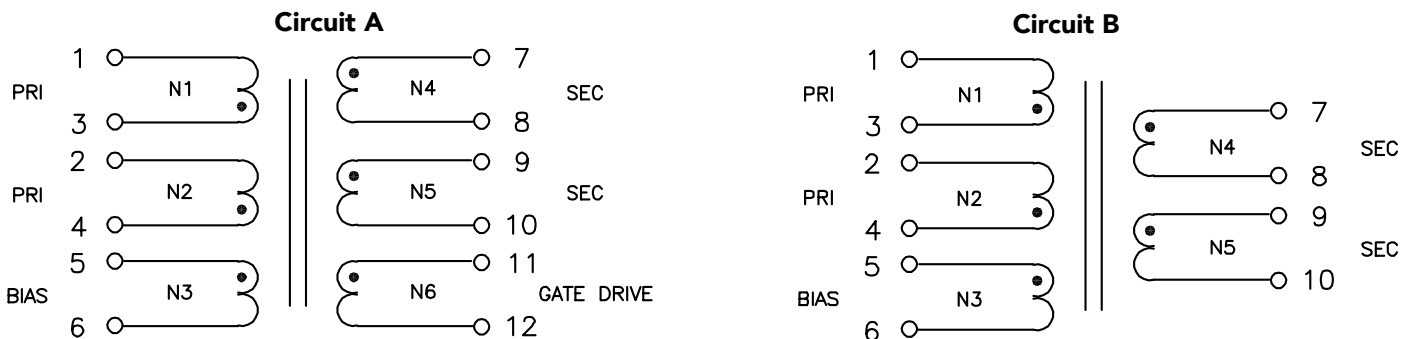 Circuit A
1
PRI
N1
3
2
PRI
N2
4
5
BIAS
N3
6
7
N4
SEC
8
9
N5
SEC
10
11
N6
GATE DRIVE
12
Circuit B
1
PRI
N1
3
2
PRI
N2
4
5
BIAS
N3
6
7
N4
SEC
8
9
N5
SEC
10